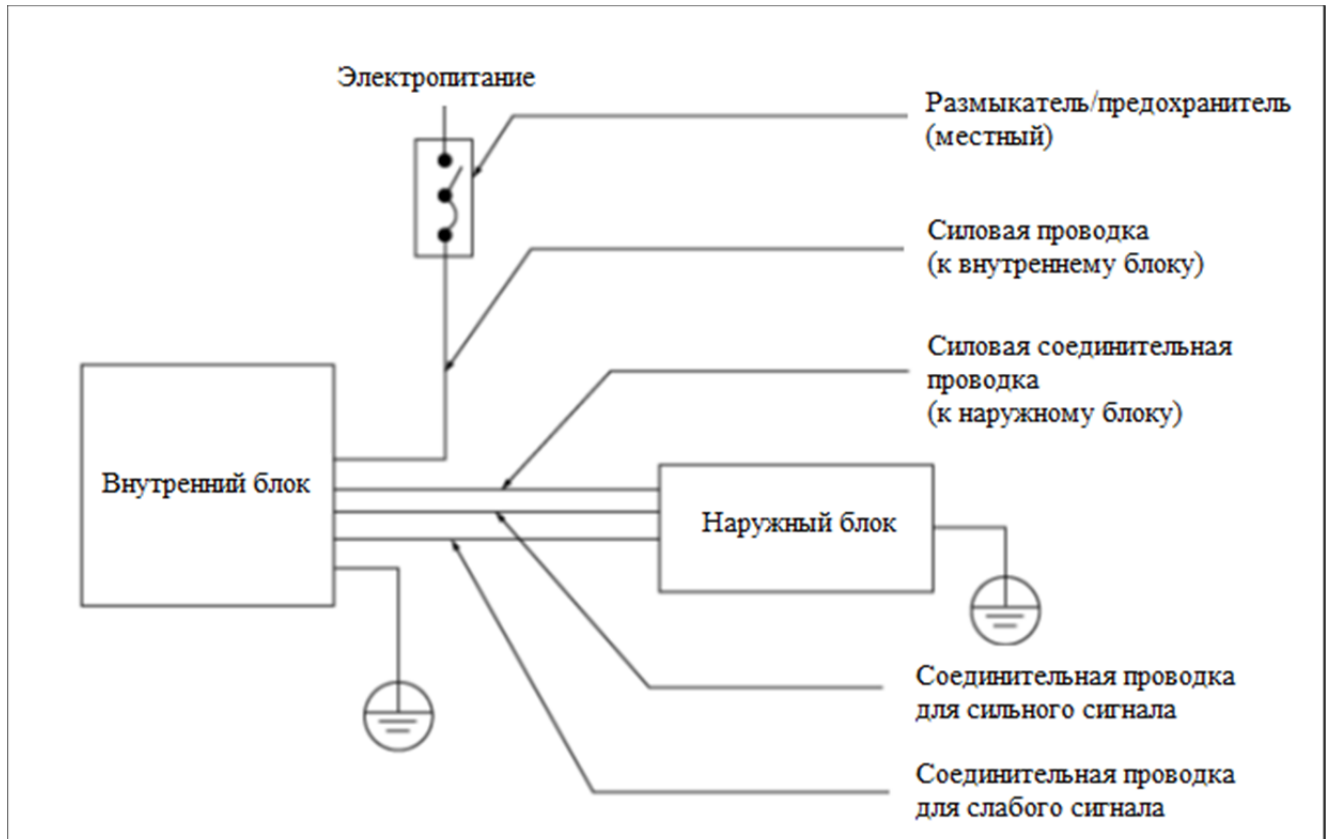 Электропитание
Размыкатель/предохранитель
(местный)
Силовая проводка
(к внутреннему блоку)
Силовая соединительная
проводка
(к наружному блоку)
Внутренний блок
Наружный блок
Соединительная проводка
для сильного сигнала
Соединительная проводка
для слабого сигнала